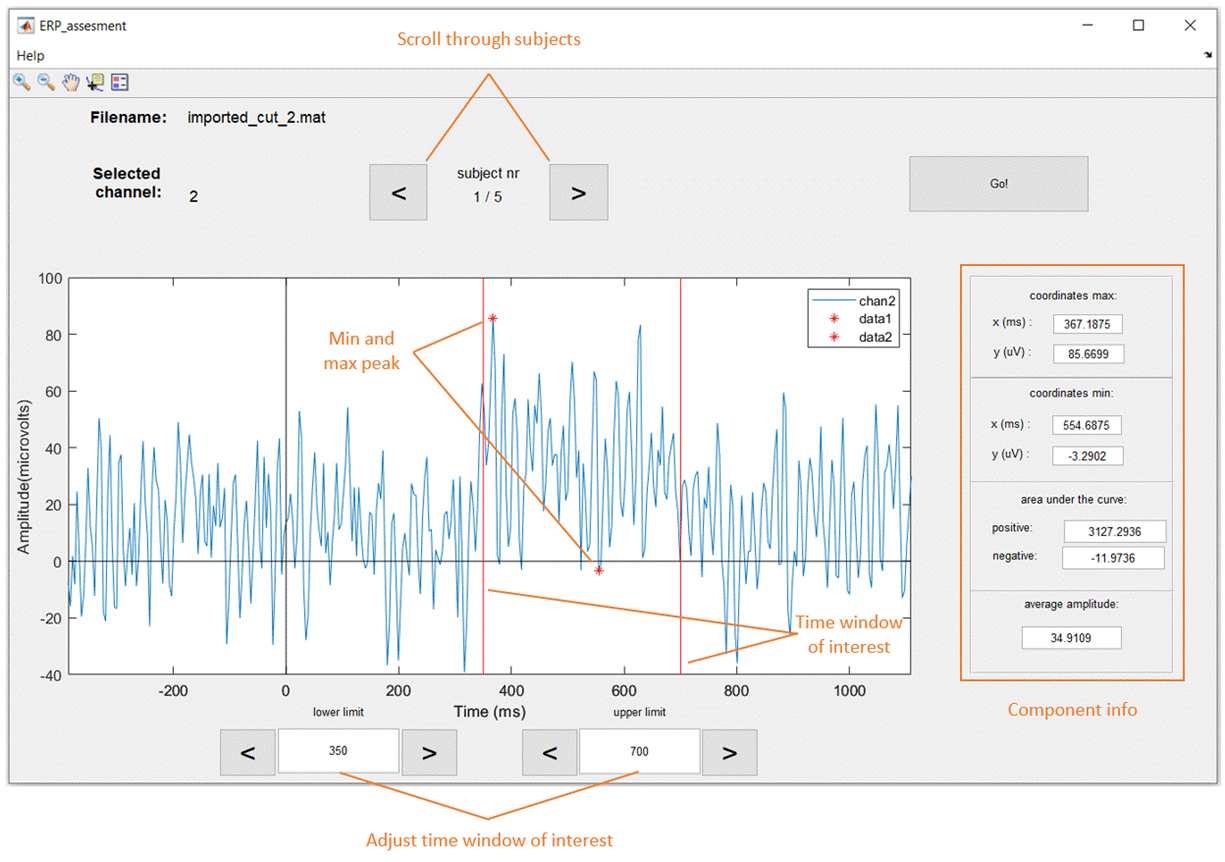 ERP_assesment
Help
Scroll through subjects
Filename: imported_cut_2.mat
Selected
channel: 2
<
subject nr
1 / 5
>
Go!
100
80
60
40
20
0
-20
-40
Amplitude(microvolts)
-200
0
200
400
600
800
1000
Time (ms)
chan2
data1
data2
Min and
max peak
Time window
of interest
coordinates max:
x (ms) : 367.1875
y (uV) : 85.6699
coordinates min:
x (ms) : 554.6875
y (uV) : -3.2902
area under the curve:
positive: 3127.2936
negative: -11.9736
average amplitude:
34.9109
Component info
lower limit
< 350 >
upper limit
< 700 >
Adjust time window of interest